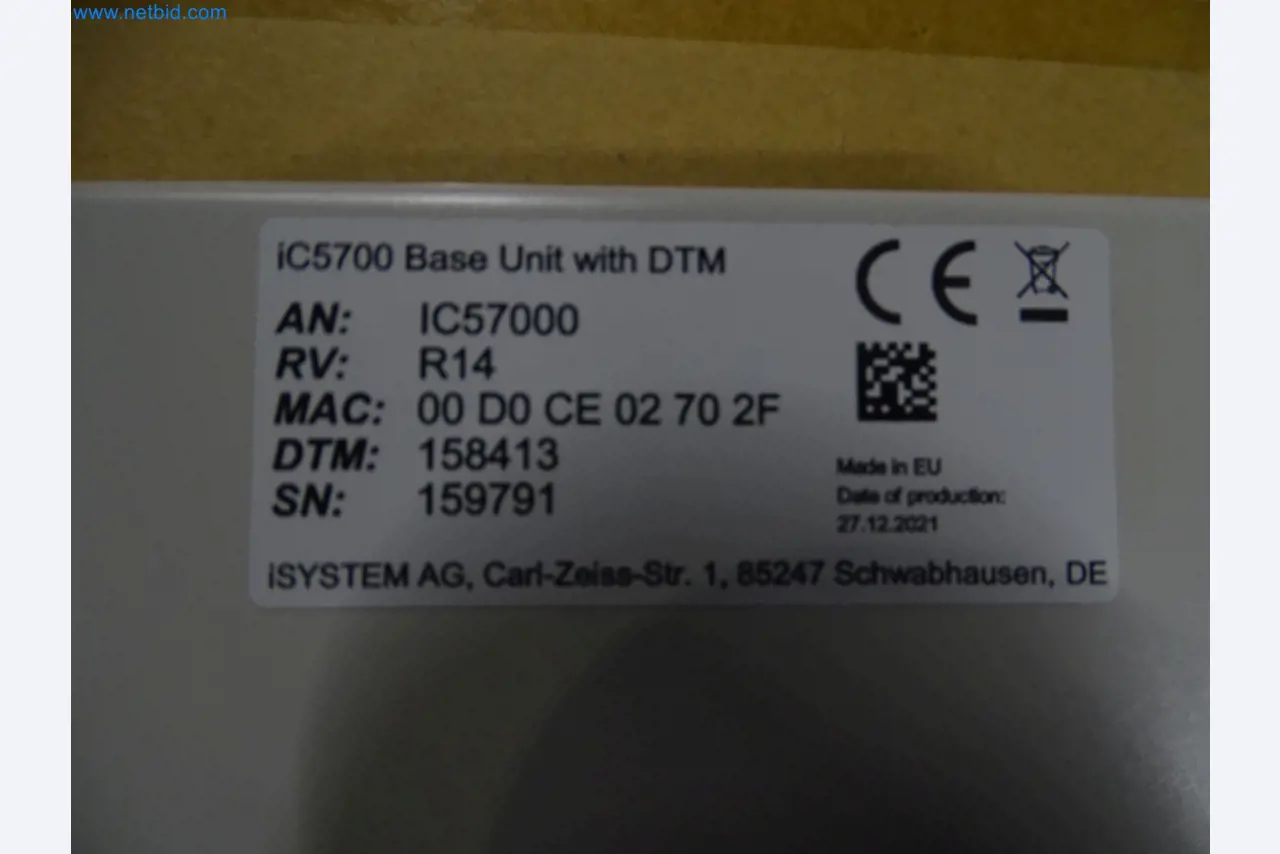 www.netbid.com
iC5700 Base Unit with DTM
AN: IC57000
RV: R14
MAC: 00 D0 CE 02 70 2F
DTM: 158413
SN: 159791
CE
Made in EU
Date of production:
27.12.2021
iSYSTEM AG, Carl-Zeiss-Str. 1, 85247 Schwabhausen, DE